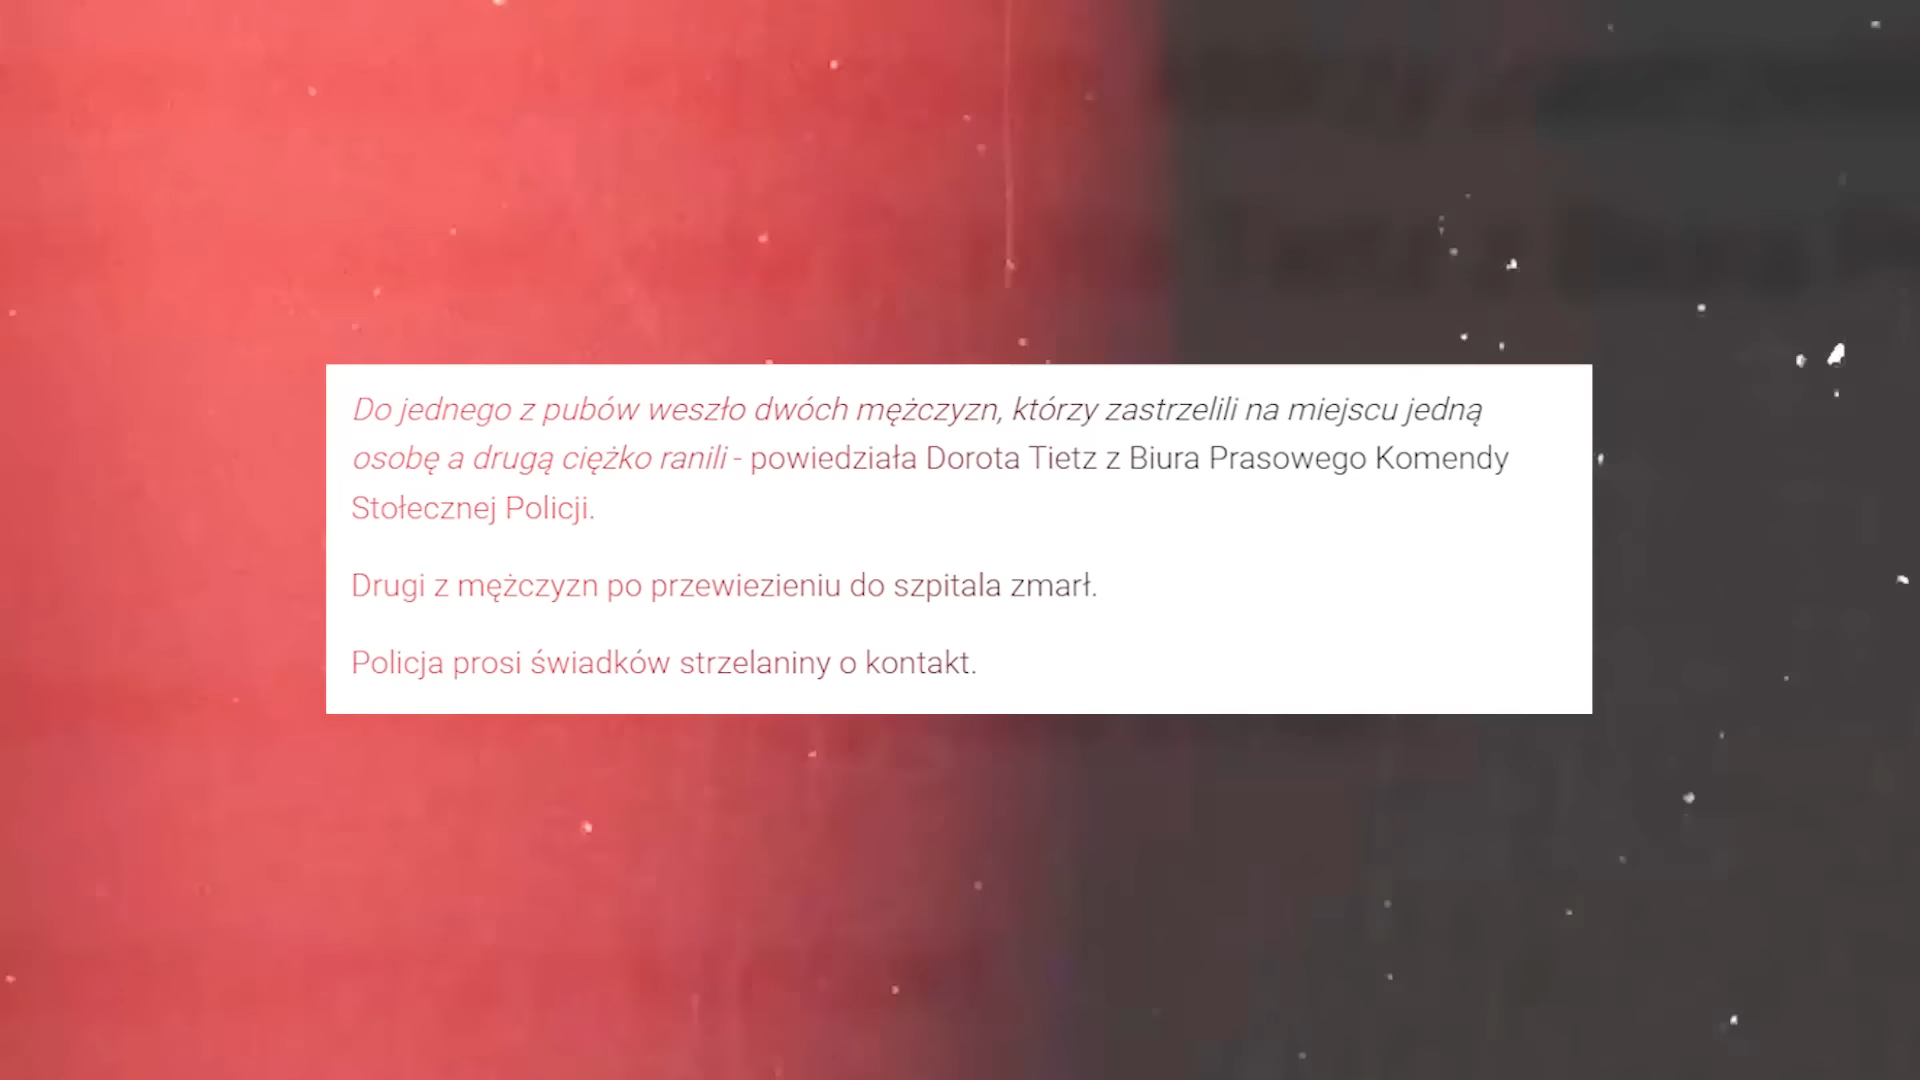 Do jednego z pubów weszło dwóch mężczyzn, którzy zastrzelili na miejscu jedną
osobę a drugą ciężko ranili - powiedziała Dorota Tietz z Biura Prasowego Komendy
Stołecznej Policji.
Drugi z mężczyzn po przewiezieniu do szpitala zmarł.
Policja prosi świadków strzelaniny o kontakt.